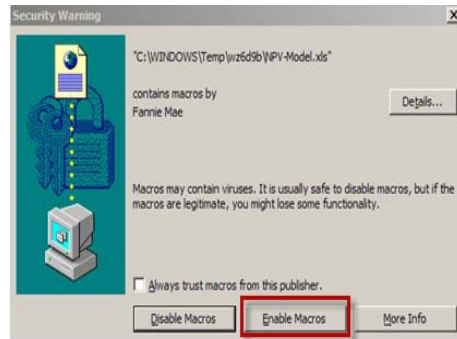 Security Warning
"C:\WINDOWS\Temp\wz6d9b\NPV-Model.xls"
contains macros by
Fannie Mae
Details...
Macros may contain viruses. It is usually safe to disable macros, but if the
macros are legitimate, you might lose some functionality.
Always trust macros from this publisher.
Disable Macros
Enable Macros
More Info